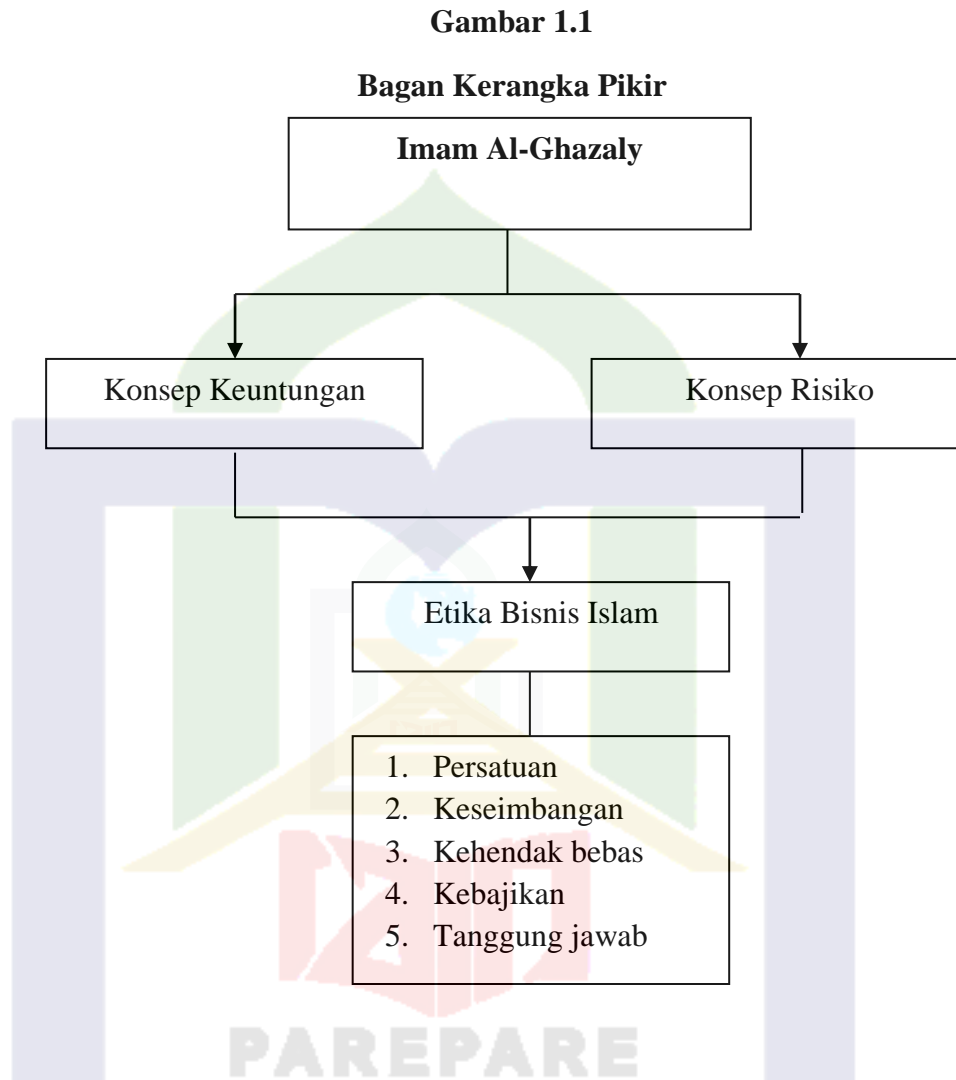 Gambar 1.1
Bagan Kerangka Pikir
Imam Al-Ghazaly
Konsep Keuntungan
Konsep Risiko
Etika Bisnis Islam
1. Persatuan
2. Keseimbangan
3. Kehendak bebas
4. Kebajikan
5. Tanggung jawab
PAREPARE